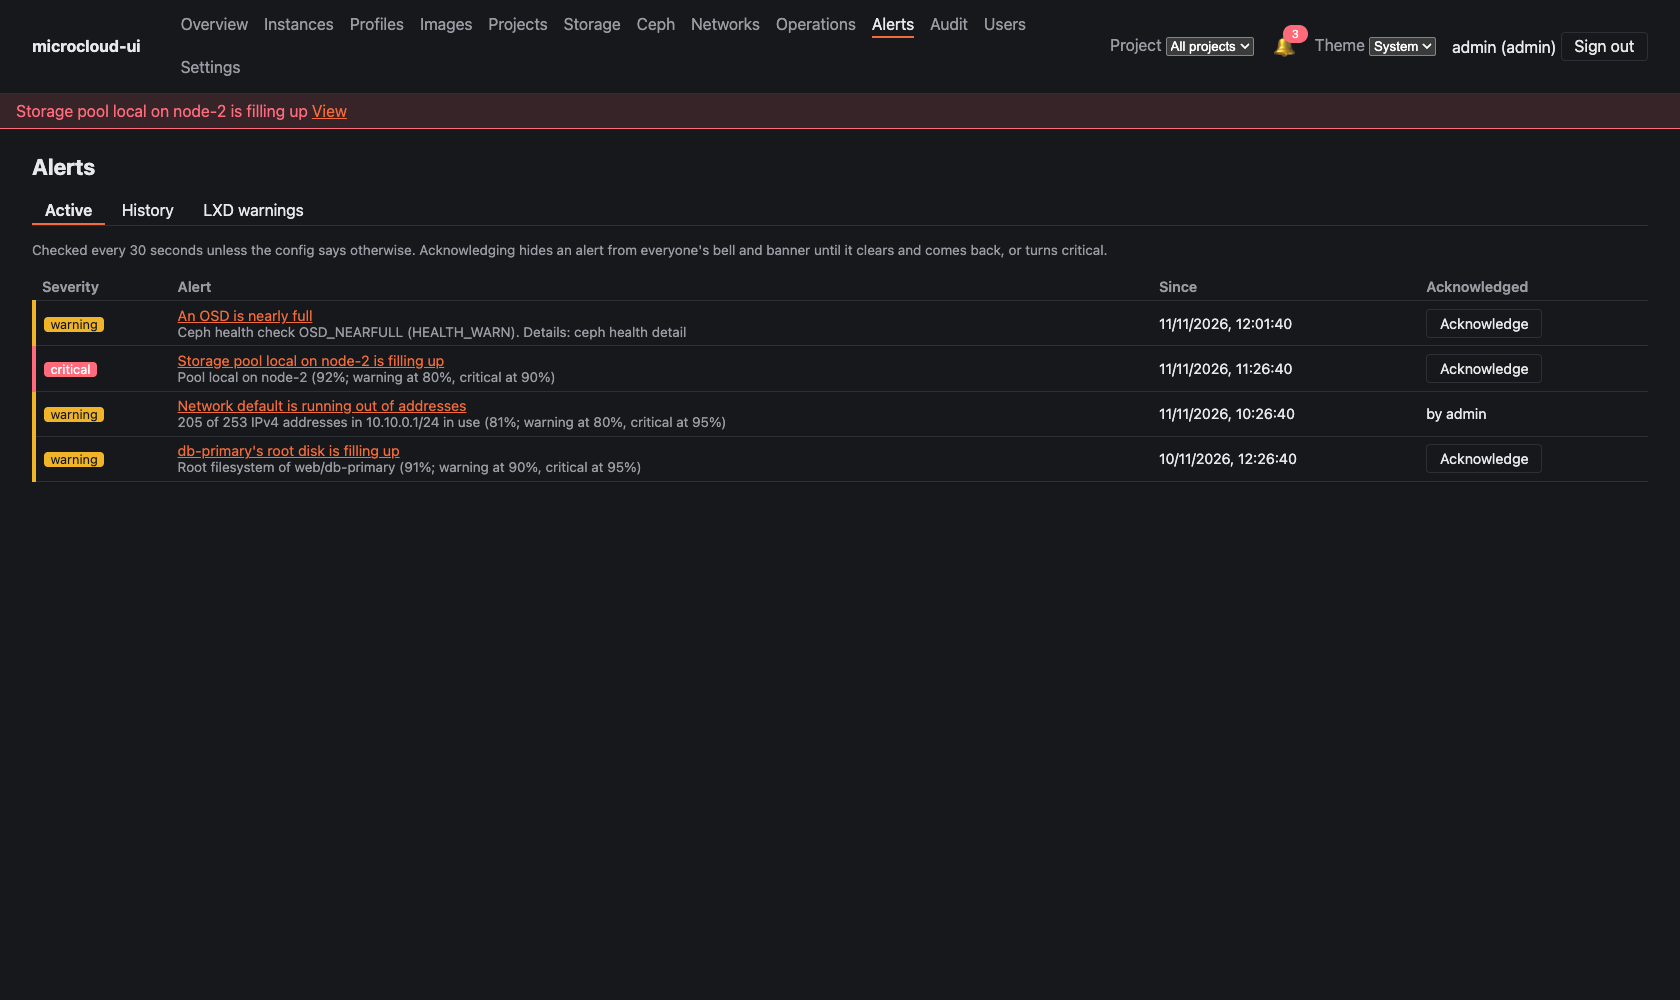 microcloud-ui
Overview Instances Profiles Images Projects Storage Ceph Networks Operations Alerts Audit Users
Settings
Project All projects 3 Theme System admin (admin) Sign out
Storage pool local on node-2 is filling up View
Alerts
Active History LXD warnings
Checked every 30 seconds unless the config says otherwise. Acknowledging hides an alert from everyone's bell and banner until it clears and comes back, or turns critical.
Severity Alert Since Acknowledged
warning An OSD is nearly full 11/11/2026, 12:01:40 Acknowledge
Ceph health check OSD_NEARFULL (HEALTH_WARN). Details: ceph health detail
critical Storage pool local on node-2 is filling up 11/11/2026, 11:26:40 Acknowledge
Pool local on node-2 (92%; warning at 80%, critical at 90%)
warning Network default is running out of addresses 11/11/2026, 10:26:40 by admin
205 of 253 IPv4 addresses in 10.10.0.1/24 in use (81%; warning at 80%, critical at 95%)
warning db-primary's root disk is filling up 10/11/2026, 12:26:40 Acknowledge
Root filesystem of web/db-primary (91%; warning at 90%, critical at 95%)